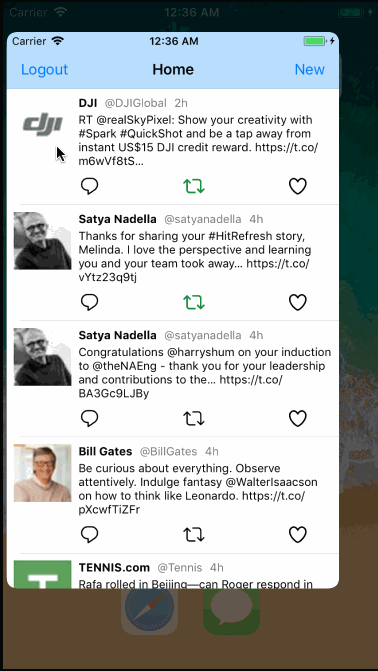 Carrier 12:36 AM
Carrier 12:36 AM
Logout Home New
dji
DJI @DJIGlobal 2h
RT @realSkyPixel: Show your creativity with
#Spark #QuickShot and be a tap away from
instant US$15 DJI credit reward. https://t.co/
m6wVf8tS...
Satya Nadella @satyanadella 4h
Thanks for sharing your #HitRefresh story,
Melinda. I love the perspective and learning
you and your team took away... https://t.co/
vYtz23q9tj
Satya Nadella @satyanadella 4h
Congratulations @harryshum on your induction
to @theNAEng - thank you for your leadership
and contributions to the... https://t.co/
BA3Gc9LJBy
Bill Gates @BillGates 4h
Be curious about everything. Observe
attentively. Indulge fantasy @WalterIsaacson
on how to think like Leonardo. https://t.co/
pXcwfTiZFr
TENNIS.com @Tennis 4h
Rafa rolled in Beijing—can Roger respond in